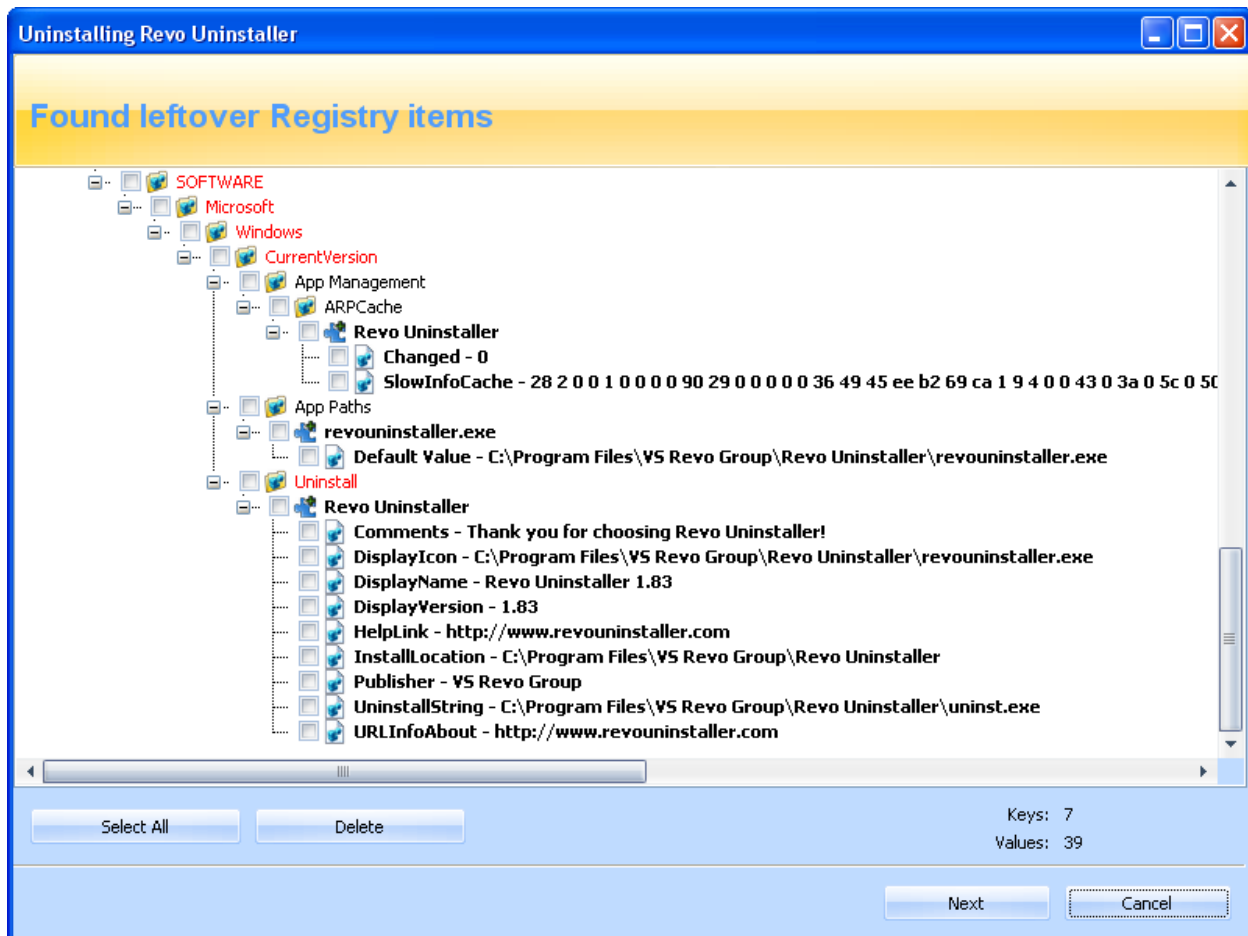 Uninstalling Revo Uninstaller
Found leftover Registry items
SOFTWARE
Microsoft
Windows
CurrentVersion
App Management
ARPCache
Revo Uninstaller
Changed - 0
SlowInfoCache - 28 2 0 0 1 0 0 0 0 90 29 0 0 0 0 0 36 49 45 ee b2 69 ca 1 9 4 0 0 43 0 3a 0 5c 0 50
App Paths
revouninstaller.exe
Default Value - C:\Program Files\VS Revo Group\Revo Uninstaller\revouninstaller.exe
Uninstall
Revo Uninstaller
Comments - Thank you for choosing Revo Uninstaller!
DisplayIcon - C:\Program Files\VS Revo Group\Revo Uninstaller\revouninstaller.exe
DisplayName - Revo Uninstaller 1.83
DisplayVersion - 1.83
HelpLink - http://www.revouninstaller.com
InstallLocation - C:\Program Files\VS Revo Group\Revo Uninstaller
Publisher - VS Revo Group
UninstallString - C:\Program Files\VS Revo Group\Revo Uninstaller\uninst.exe
URLInfoAbout - http://www.revouninstaller.com
Select All Delete Keys: 7
Values: 39
Next Cancel